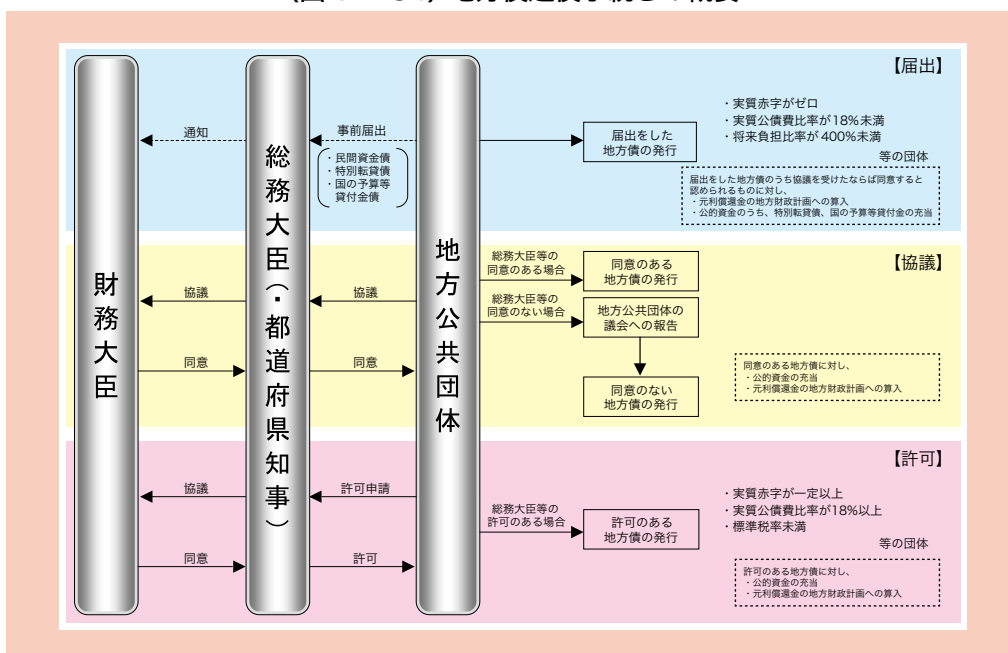 財務大臣
総務大臣(・都道府県知事)
地方公共団体
【届出】
通知
事前届出
・民間資金債
・特別転貸債
・国の予算等
貸付金債
届出をした
地方債の発行
・実質赤字がゼロ
・実質公債費比率が18%未満
・将来負担比率が400%未満
等の団体
届出をした地方債のうち協議を受けたならば同意すると
認められるものに対し、
・元利償還金の地方財政計画への算入
・公的資金のうち、特別転貸債、国の予算等貸付金の充当
【協議】
協議
協議
同意
同意
総務大臣等の
同意のある場合
同意のある
地方債の発行
総務大臣等の
同意のない場合
地方公共団体の
議会への報告
同意のない
地方債の発行
同意のある地方債に対し、
・公的資金の充当
・元利償還金の地方財政計画への算入
【許可】
協議
許可申請
同意
許可
総務大臣等の
許可のある場合
許可のある
地方債の発行
・実質赤字が一定以上
・実質公債費比率が18%以上
・標準税率未満
等の団体
許可のある地方債に対し、
・公的資金の充当
・元利償還金の地方財政計画への算入